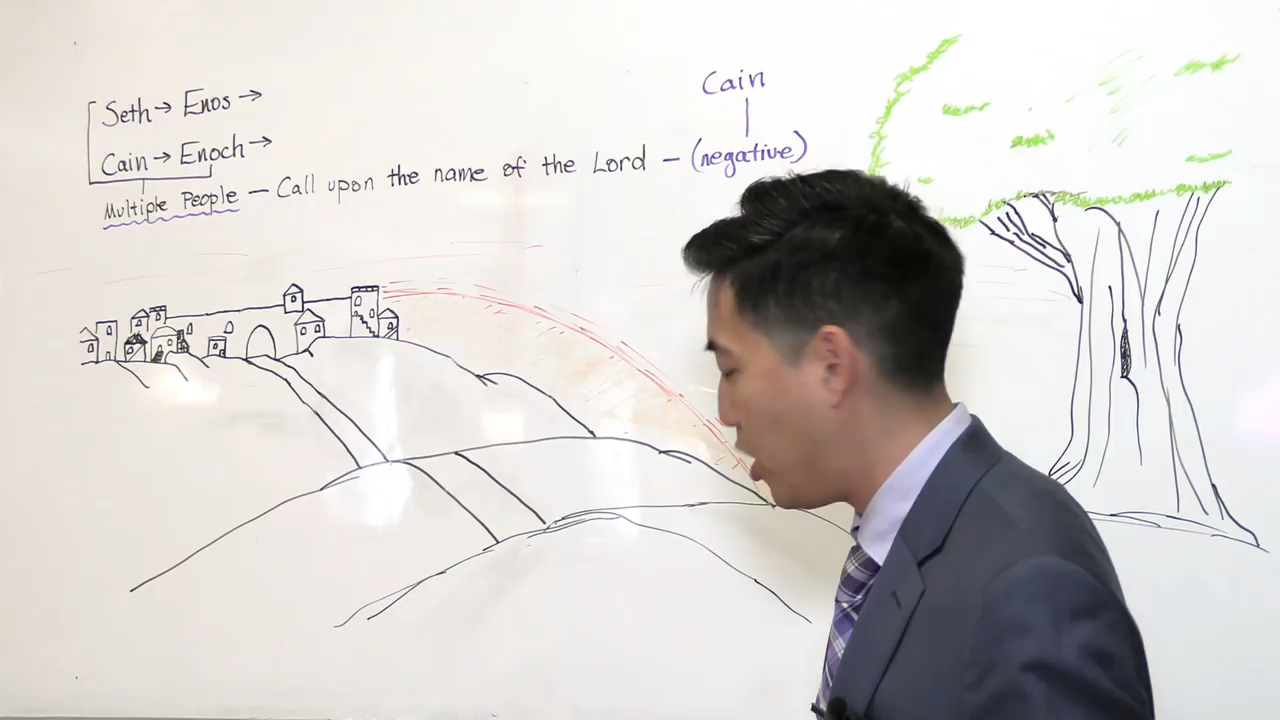 Seth → Enos →
Cain → Enoch →
Multiple People – Call upon the name of the Lord – (negative)
Cain